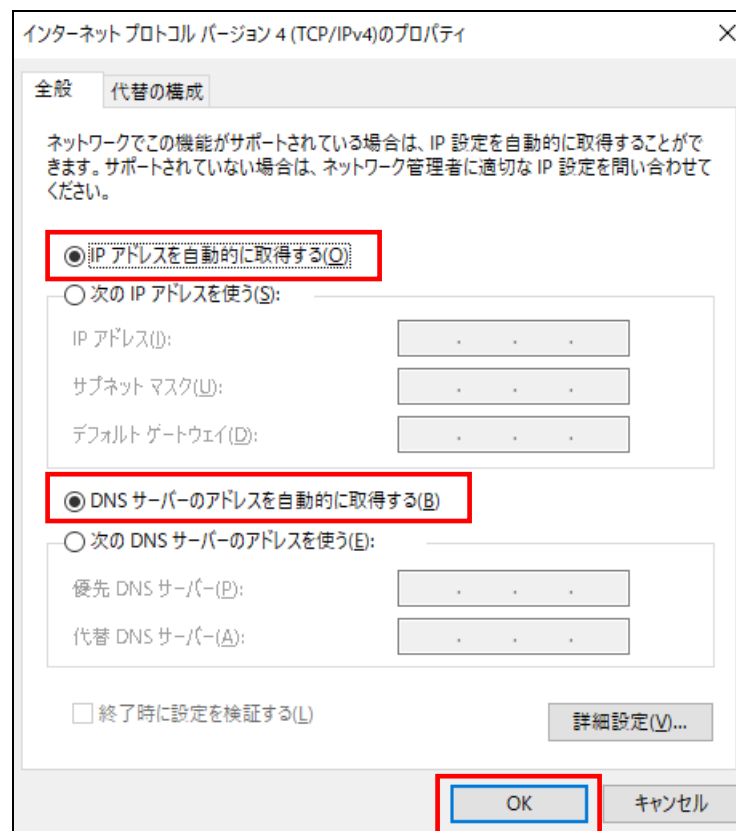 インターネット プロトコル バージョン 4 (TCP/IPv4)のプロパティ
全般
代替の構成
ネットワークでこの機能がサポートされている場合は、IP 設定を自動的に取得することがで
きます。サポートされていない場合は、ネットワーク管理者に適切な IP 設定を問い合わせて
ください。
IP アドレスを自動的に取得する(O)
次の IP アドレスを使う(S):
IP アドレス(I):
サブネット マスク(U):
デフォルト ゲートウェイ(D):
DNS サーバーのアドレスを自動的に取得する(B)
次の DNS サーバーのアドレスを使う(E):
優先 DNS サーバー(P):
代替 DNS サーバー(A):
終了時に設定を検証する(L)
詳細設定(V)...
OK
キャンセル